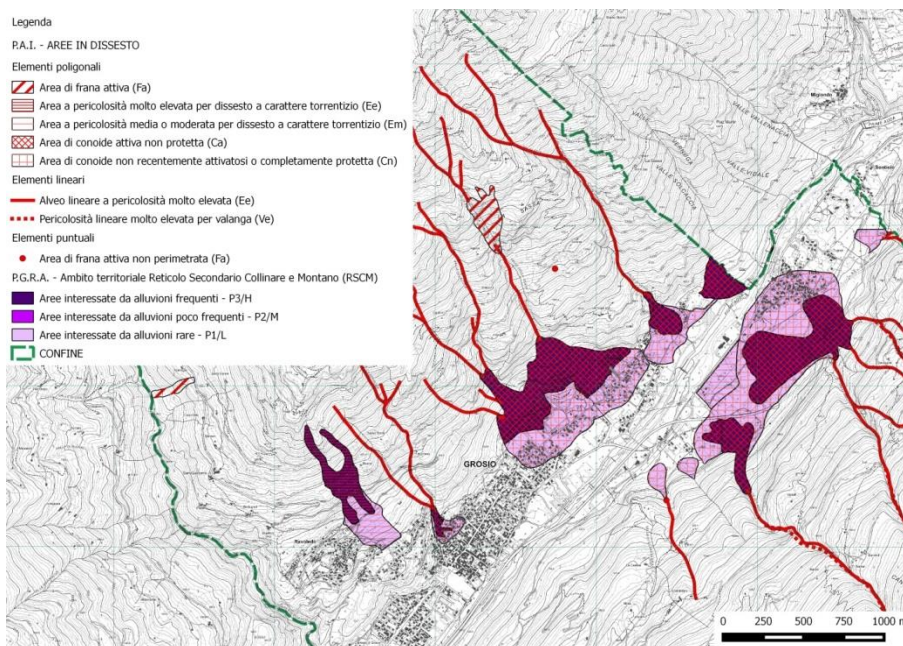 Legenda
P.A.I. - AREE IN DISSESTO
Elementi poligonali
Area di frana attiva (Fa)
Area a pericolosità molto elevata per dissesto a carattere torrentizio (Ee)
Area a pericolosità media o moderata per dissesto a carattere torrentizio (Em)
Area di conoide attiva non protetta (Ca)
Area di conoide non recentemente attivatosi o completamente protetta (Cn)
Elementi lineari
Alveo lineare a pericolosità molto elevata (Ee)
Pericolosità lineare molto elevata per valanga (Ve)
Elementi puntuali
Area di frana attiva non perimetrata (Fa)
P.G.R.A. - Ambito territoriale Reticolo Secondario Collinare e Montano (RSCM)
Aree interessate da alluvioni frequenti - P3/H
Aree interessate da alluvioni poco frequenti - P2/M
Aree interessate da alluvioni rare - P1/L
CONFINE
VALLE VIDALE
GROSIO
0 250 500 750 1000 m